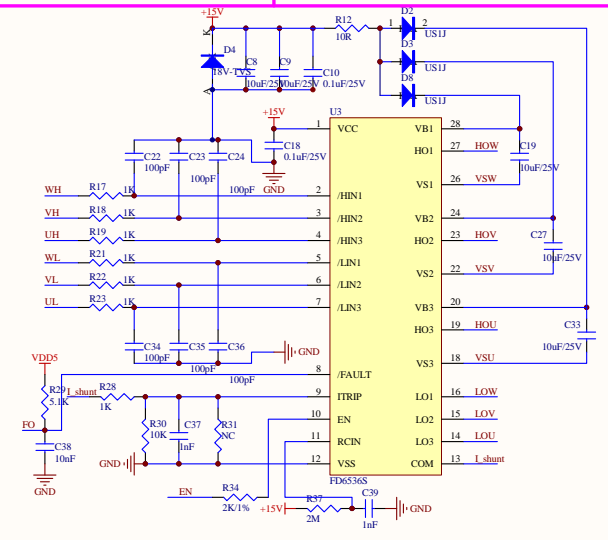 +15V
K
D4
18V-TVS
A
C8
10uF/25V
C9
10uF/25V
C10
0.1uF/25V
R12
10R
1
D2
2
US1J
D3
US1J
D8
US1J
+15V
C18
0.1uF/25V
GND
C22
100pF
C23
100pF
C24
100pF
U3
1 VCC
VB1 28
HO1 27 HOW
VS1 26 VSW
C19
10uF/25V
WH R17 1K 2 /HIN1
VH R18 1K 3 /HIN2
UH R19 1K 4 /HIN3
WL R21 1K 5 /LIN1
VL R22 1K 6 /LIN2
UL R23 1K 7 /LIN3
VB2 24
HO2 23 HOV
VS2 22 VSV
C27
10uF/25V
VB3 20
HO3 19 HOU
VS3 18 VSU
C33
10uF/25V
C34
100pF
C35
100pF
C36
100pF
GND
8 /FAULT
VDD5
R29
5.1K
FO
C38
10nF
GND
I_shunt R28
1K
9 ITRIP
10 EN
11 RCIN
12 VSS
LO1 16 LOW
LO2 15 LOV
LO3 14 LOU
COM 13 I_shunt
R30
10K
C37
1nF
R31
NC
GND
FD6536S
EN R34
2K/1%
+15V R37
2M
C39
1nF
GND